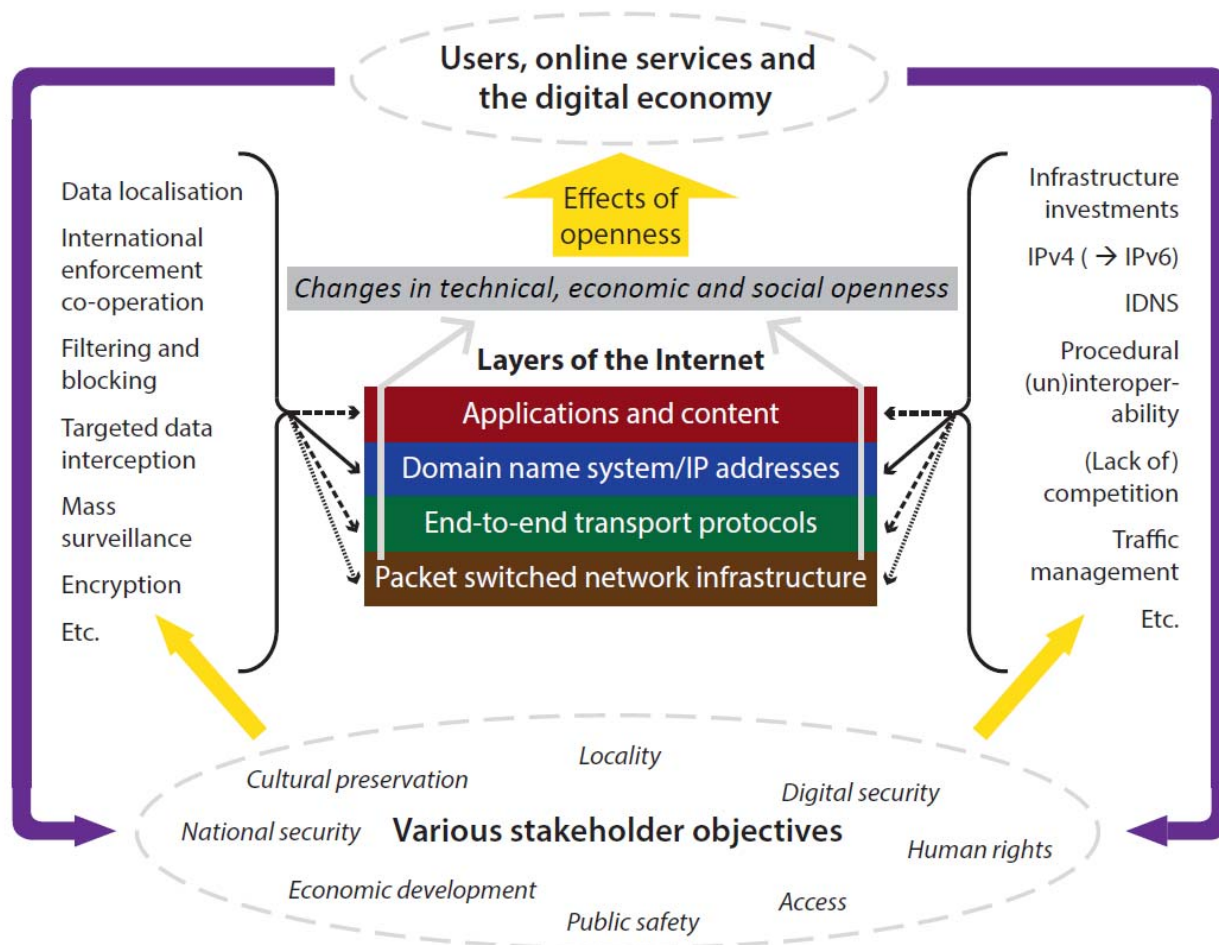 Users, online services and
the digital economy
Effects of
openness
Changes in technical, economic and social openness
Data localisation
International
enforcement
co-operation
Filtering and
blocking
Targeted data
interception
Mass
surveillance
Encryption
Etc.
Layers of the Internet
Applications and content
Domain name system/IP addresses
End-to-end transport protocols
Packet switched network infrastructure
Infrastructure
investments
IPv4 ( → IPv6)
IDNS
Procedural
(un)interoper-
ability
(Lack of)
competition
Traffic
management
Etc.
Locality
Cultural preservation
Digital security
National security
Various stakeholder objectives
Human rights
Economic development
Access
Public safety